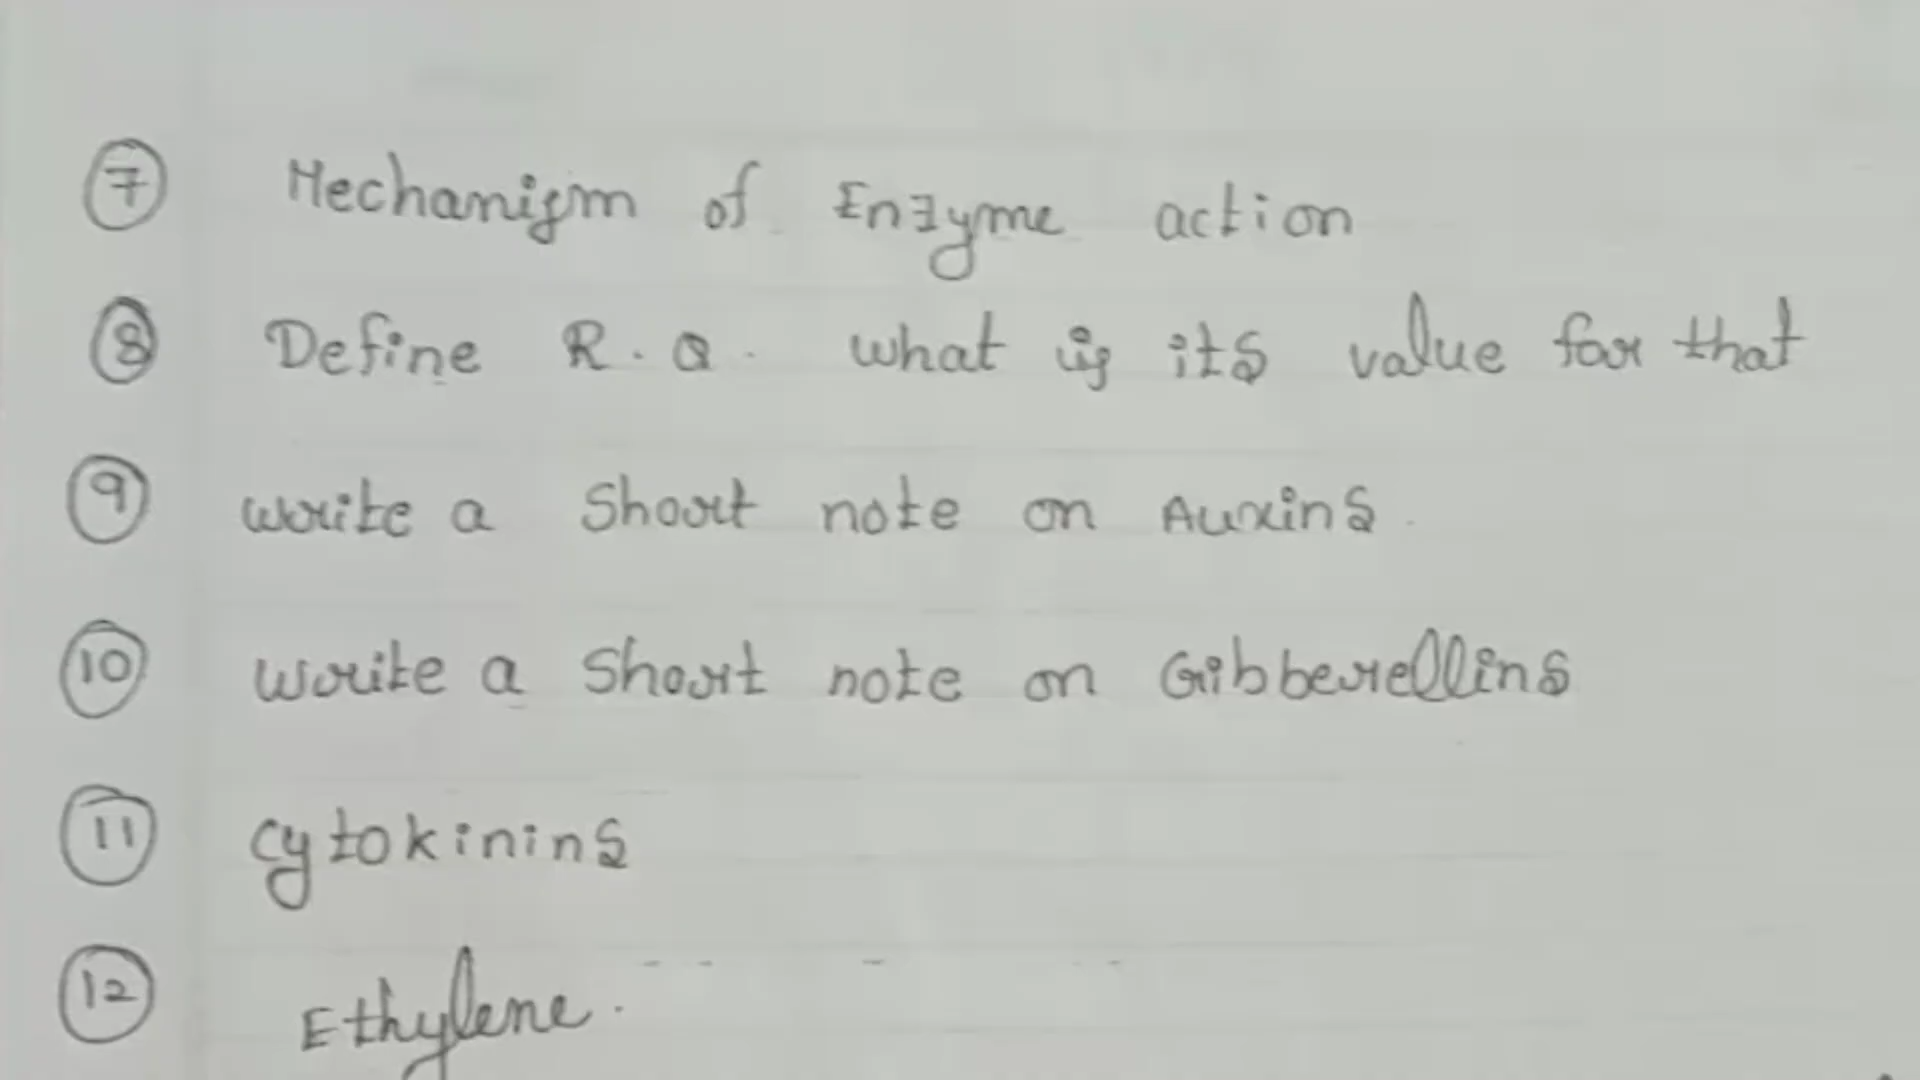 7 Mechanism of Enzyme action
8 Define R.Q. what is its value for that
9 write a Short note on Auxins.
10 write a Short note on Gibberellins
11 cytokinins
12 Ethylene.